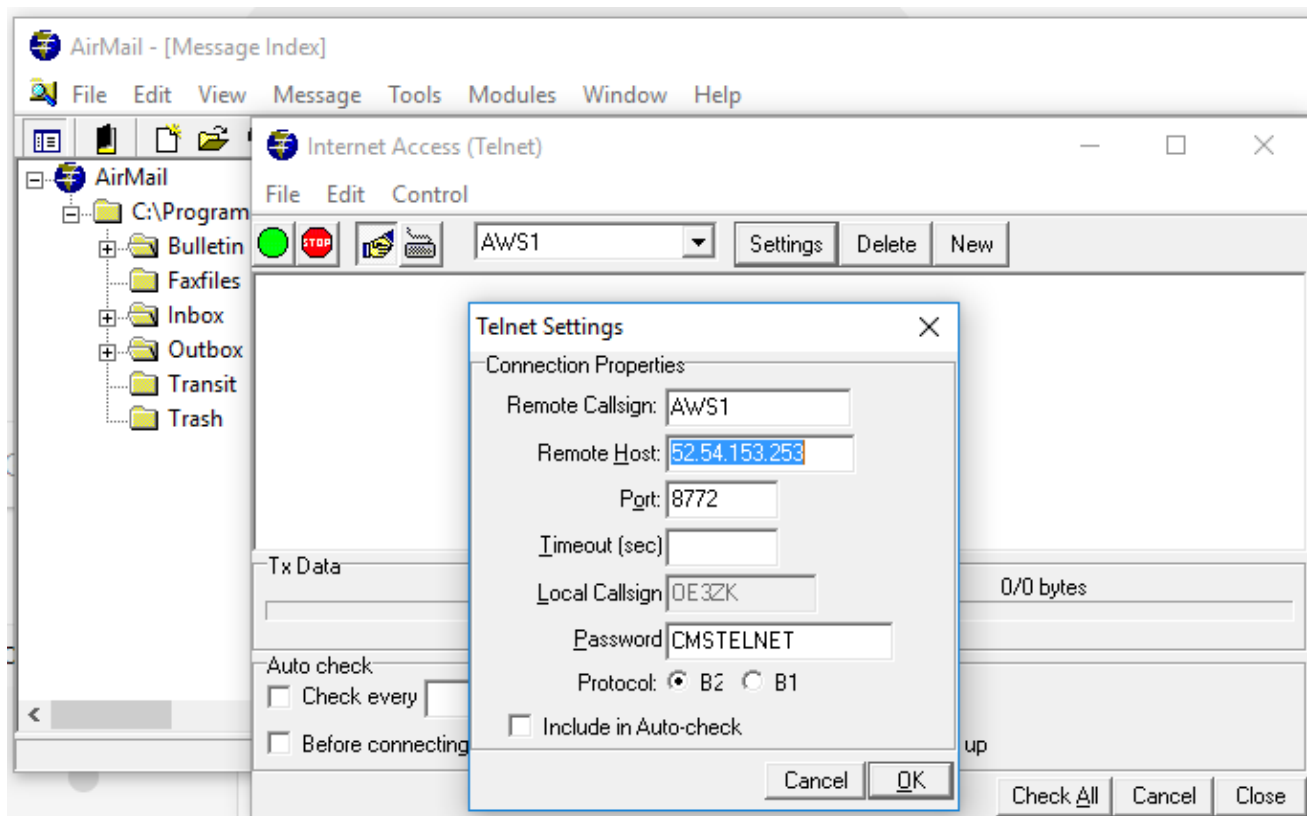 AirMail - [Message Index]
File Edit View Message Tools Modules Window Help
Internet Access (Telnet)
File Edit Control
STOP AWS1 Settings Delete New
AirMail
C:\Program
Bulletin
Faxfiles
Inbox
Outbox
Transit
Trash
Telnet Settings
Connection Properties
Remote Callsign: AWS1
Remote Host: 52.54.153.253
Port: 8772
Timeout (sec)
Local Callsign OE3ZK
Password CMSTELNET
Protocol: B2 B1
Include in Auto-check
Cancel OK
Tx Data
0/0 bytes
Auto check
Check every
Before connecting
up
Check All Cancel Close